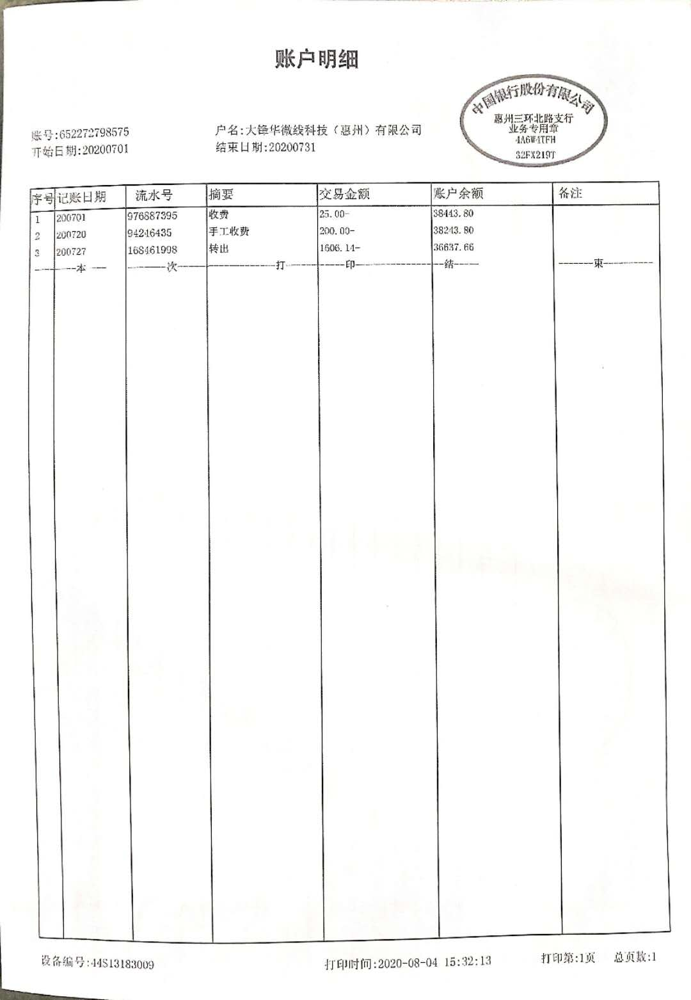 账户明细
中国银行股份有限公司
惠州三环北路支行
业务专用章
4A6W4TFH
32FX219T
账号:652272798575 户名:大锋华微线科技（惠州）有限公司
开始日期:20200701 结束日期:20200731
序号 记账日期 流水号 摘要 交易金额 账户余额 备注
1 200701 976887395 收费 25.00- 38443.80
2 200720 94246435 手工收费 200.00- 38243.80
3 200727 168461998 转出 1606.14- 36637.66
------本-----------次-----------打-----------印-----------结-----------束-----------
设备编号:44S13183009 打印时间:2020-08-04 15:32:13 打印第:1页 总页数:1